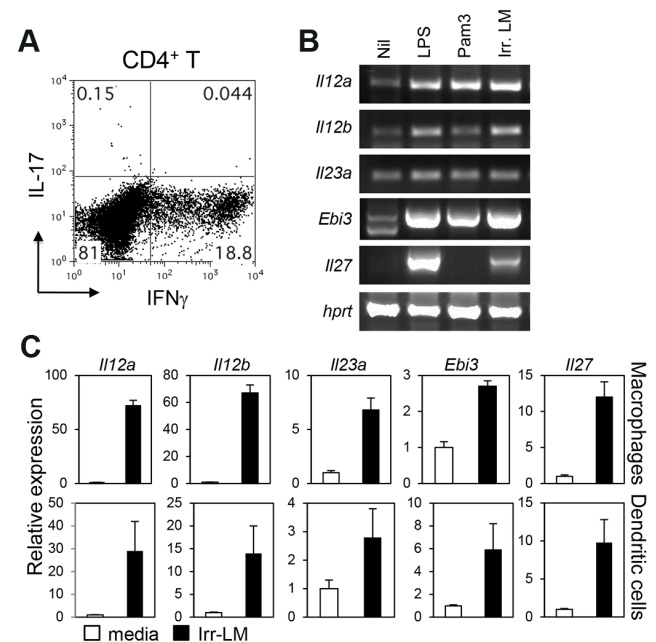 A
CD4+ T
0.15
0.044
81
18.8
10^4
10^3
10^2
10^1
10^0
10^0
10^1
10^2
10^3
10^4
IL-17
IFNγ
B
Nil
LPS
Pam3
Irr. LM
Il12a
Il12b
Il23a
Ebi3
Il27
hprt
C
Relative expression
Il12a
Il12b
Il23a
Ebi3
Il27
100
50
0
80
60
40
20
0
10
5
0
3
2
1
0
15
10
5
0
Macrophages
50
40
30
20
10
0
25
20
15
10
5
0
4
3
2
1
0
10
8
6
4
2
0
15
10
5
0
Dendritic cells
media
Irr-LM